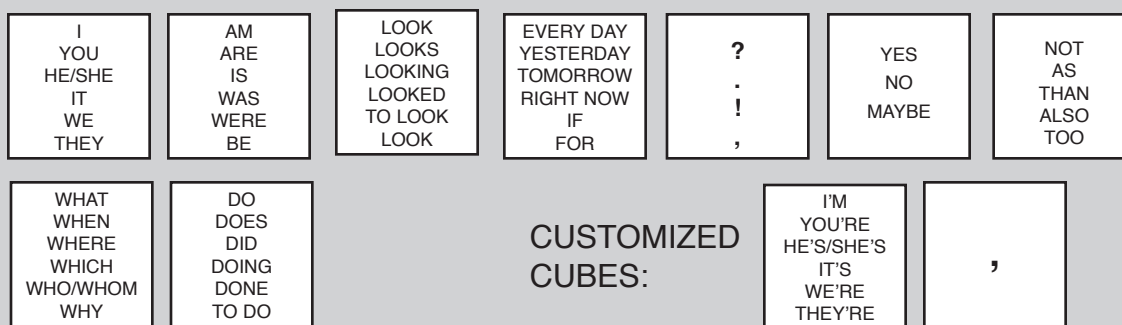 I
YOU
HE/SHE
IT
WE
THEY
AM
ARE
IS
WAS
WERE
BE
LOOK
LOOKS
LOOKING
LOOKED
TO LOOK
LOOK
EVERY DAY
YESTERDAY
TOMORROW
RIGHT NOW
IF
FOR
?
.
!
,
YES
NO
MAYBE
NOT
AS
THAN
ALSO
TOO
WHAT
WHEN
WHERE
WHICH
WHO/WHOM
WHY
DO
DOES
DID
DOING
DONE
TO DO
CUSTOMIZED
CUBES:
I'M
YOU'RE
HE'S/SHE'S
IT'S
WE'RE
THEY'RE
,